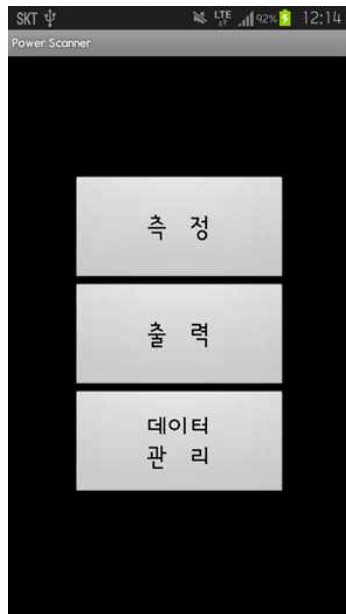 SKT LTE 92% 12:14
Power Scanner
측 정
출 력
데이터
관 리